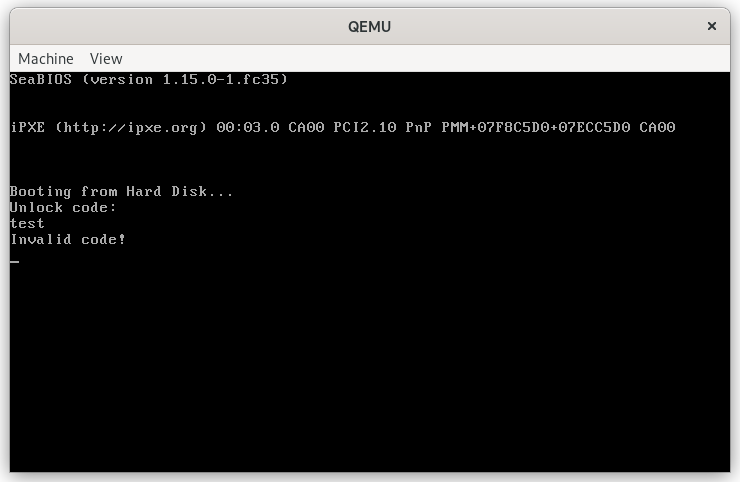 QEMU
×
Machine View
SeaBIOS (version 1.15.0-1.fc35)
iPXE (http://ipxe.org) 00:03.0 CA00 PCI2.10 PnP PMM+07F8C5D0+07ECC5D0 CA00
Booting from Hard Disk...
Unlock code:
test
Invalid code!
_